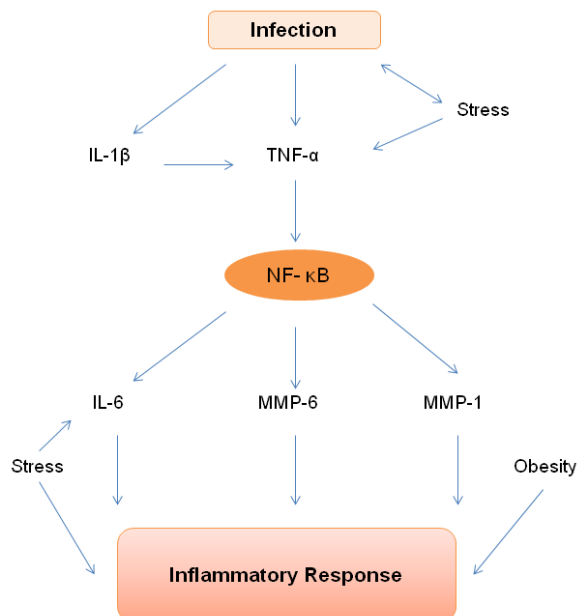 Infection
Stress
IL-1β
TNF-α
NF- κB
IL-6
MMP-6
MMP-1
Stress
Obesity
Inflammatory Response